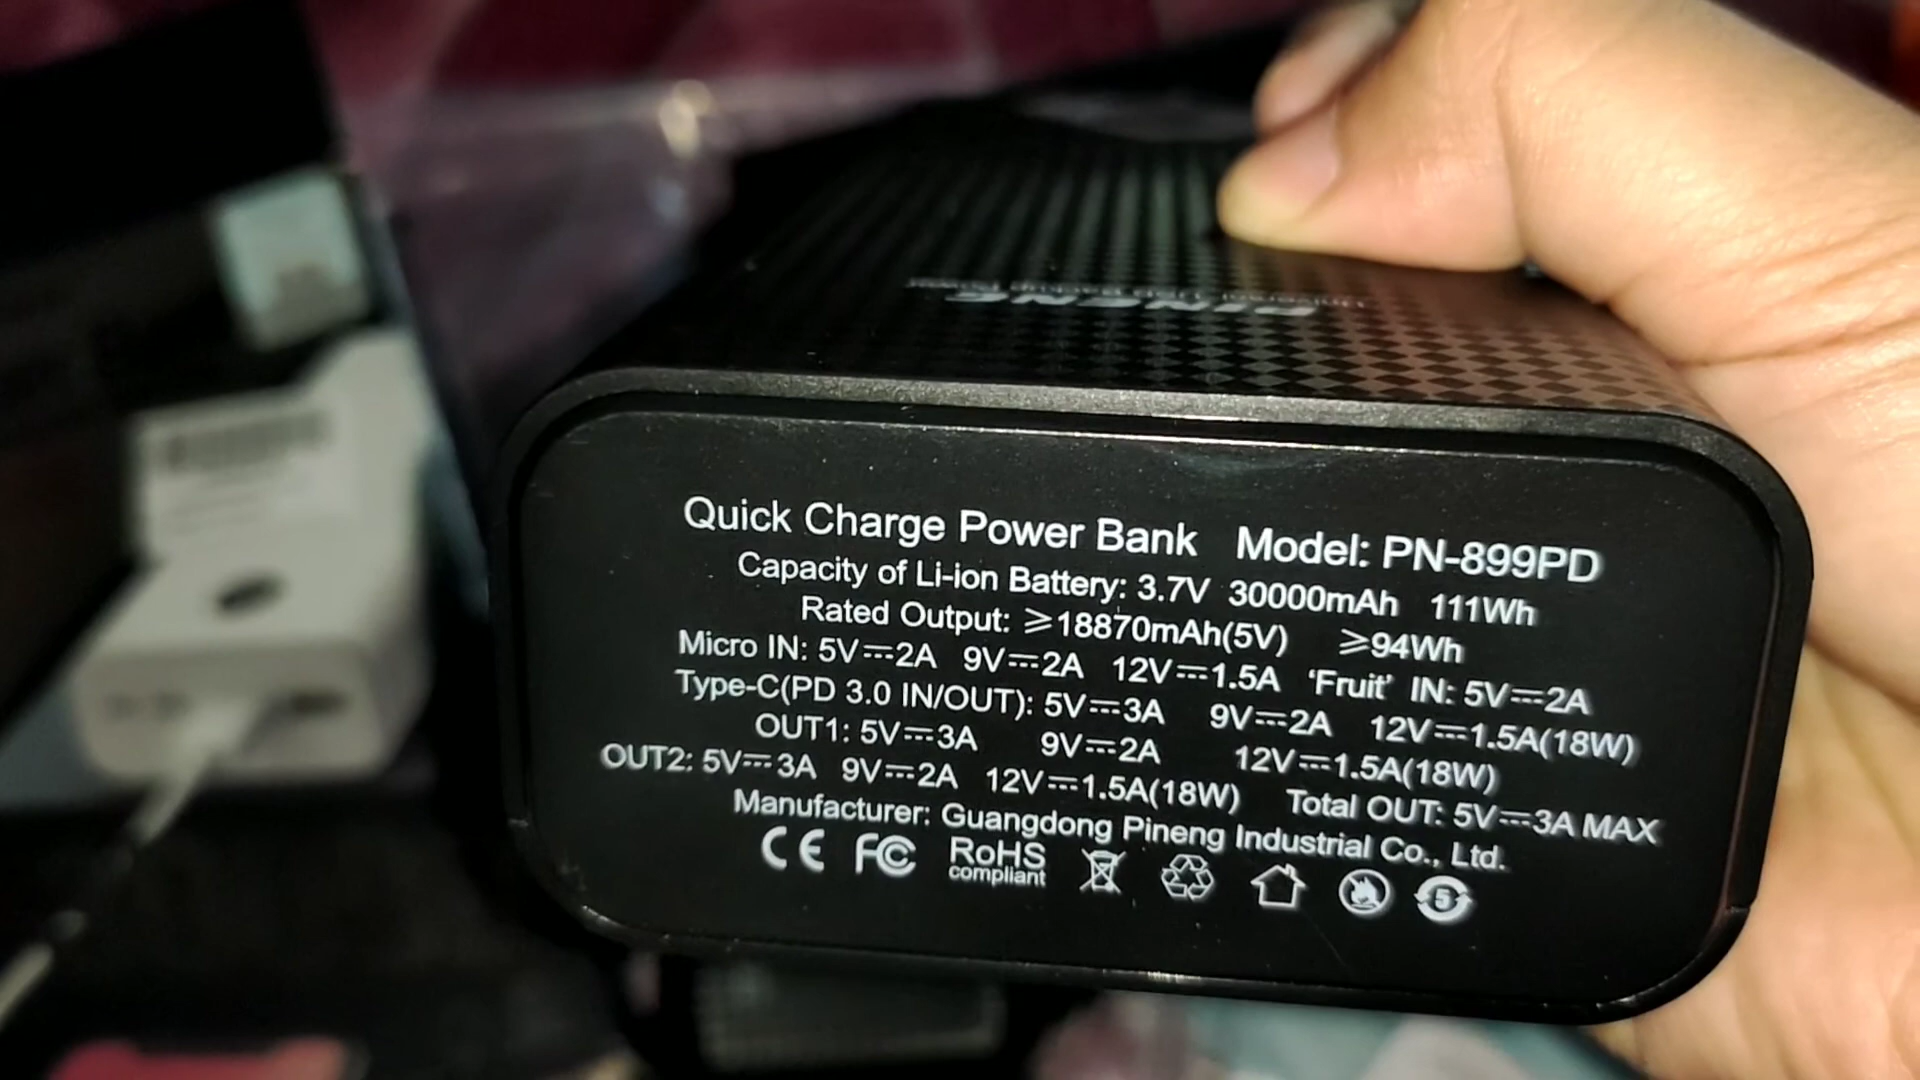 PINENG
Quick Charge Power Bank Model: PN-899PD
Capacity of Li-ion Battery: 3.7V 30000mAh 111Wh
Rated Output: ⩾18870mAh(5V) ⩾94Wh
Micro IN: 5V⎓2A 9V⎓2A 12V⎓1.5A ‘Fruit’ IN: 5V⎓2A
Type-C(PD 3.0 IN/OUT): 5V⎓3A 9V⎓2A 12V⎓1.5A(18W)
OUT1: 5V⎓3A 9V⎓2A 12V⎓1.5A(18W)
OUT2: 5V⎓3A 9V⎓2A 12V⎓1.5A(18W) Total OUT: 5V⎓3A MAX
Manufacturer: Guangdong Pineng Industrial Co., Ltd.
CE FC RoHS 5
compliant